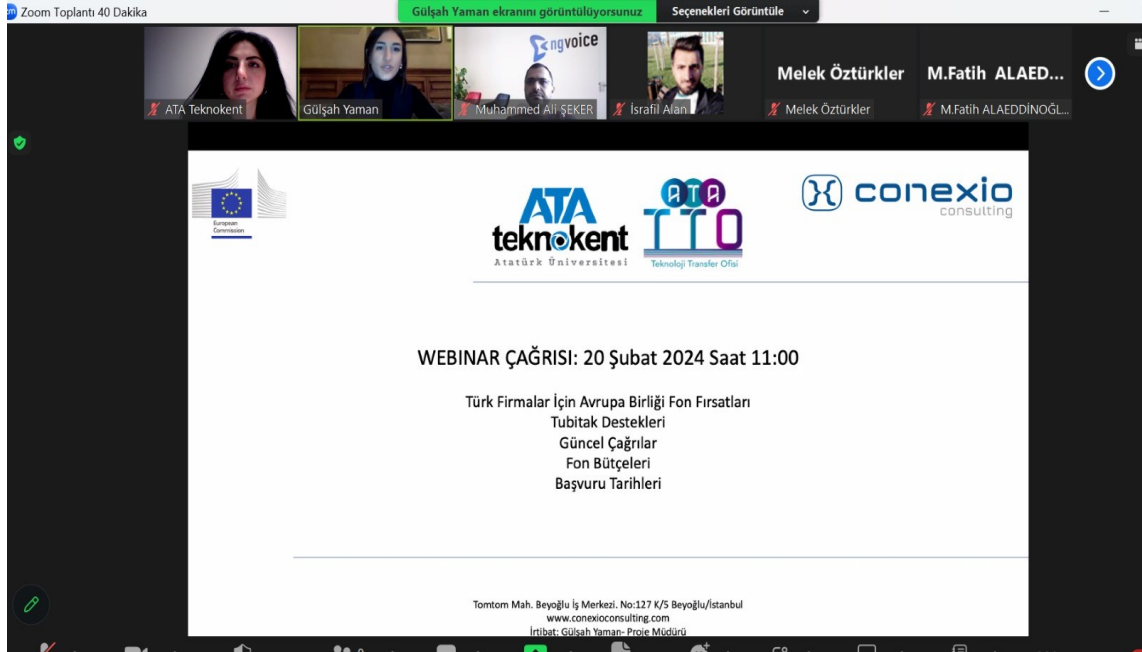 Zoom Toplantı 40 Dakika
Gülşah Yaman ekranını görüntülüyorsunuz
Seçenekleri Görüntüle
ngvoice
Melek Öztürkler
M.Fatih ALAED...
ATA Teknokent
Gülşah Yaman
Muhammed Ali ŞEKER
İsrafil Alan
Melek Öztürkler
M.Fatih ALAEDDİNOĞL...
European
Commission
ATA
teknokent
Atatürk Üniversitesi
ATA
TTO
Teknoloji Transfer Ofisi
conexio
consulting
WEBINAR ÇAĞRISI: 20 Şubat 2024 Saat 11:00
Türk Firmalar İçin Avrupa Birliği Fon Fırsatları
Tubitak Destekleri
Güncel Çağrılar
Fon Bütçeleri
Başvuru Tarihleri
Tomtom Mah. Beyoğlu İş Merkezi. No:127 K/5 Beyoğlu/İstanbul
www.conexioconsulting.com
İrtibat: Gülşah Yaman- Proje Müdürü